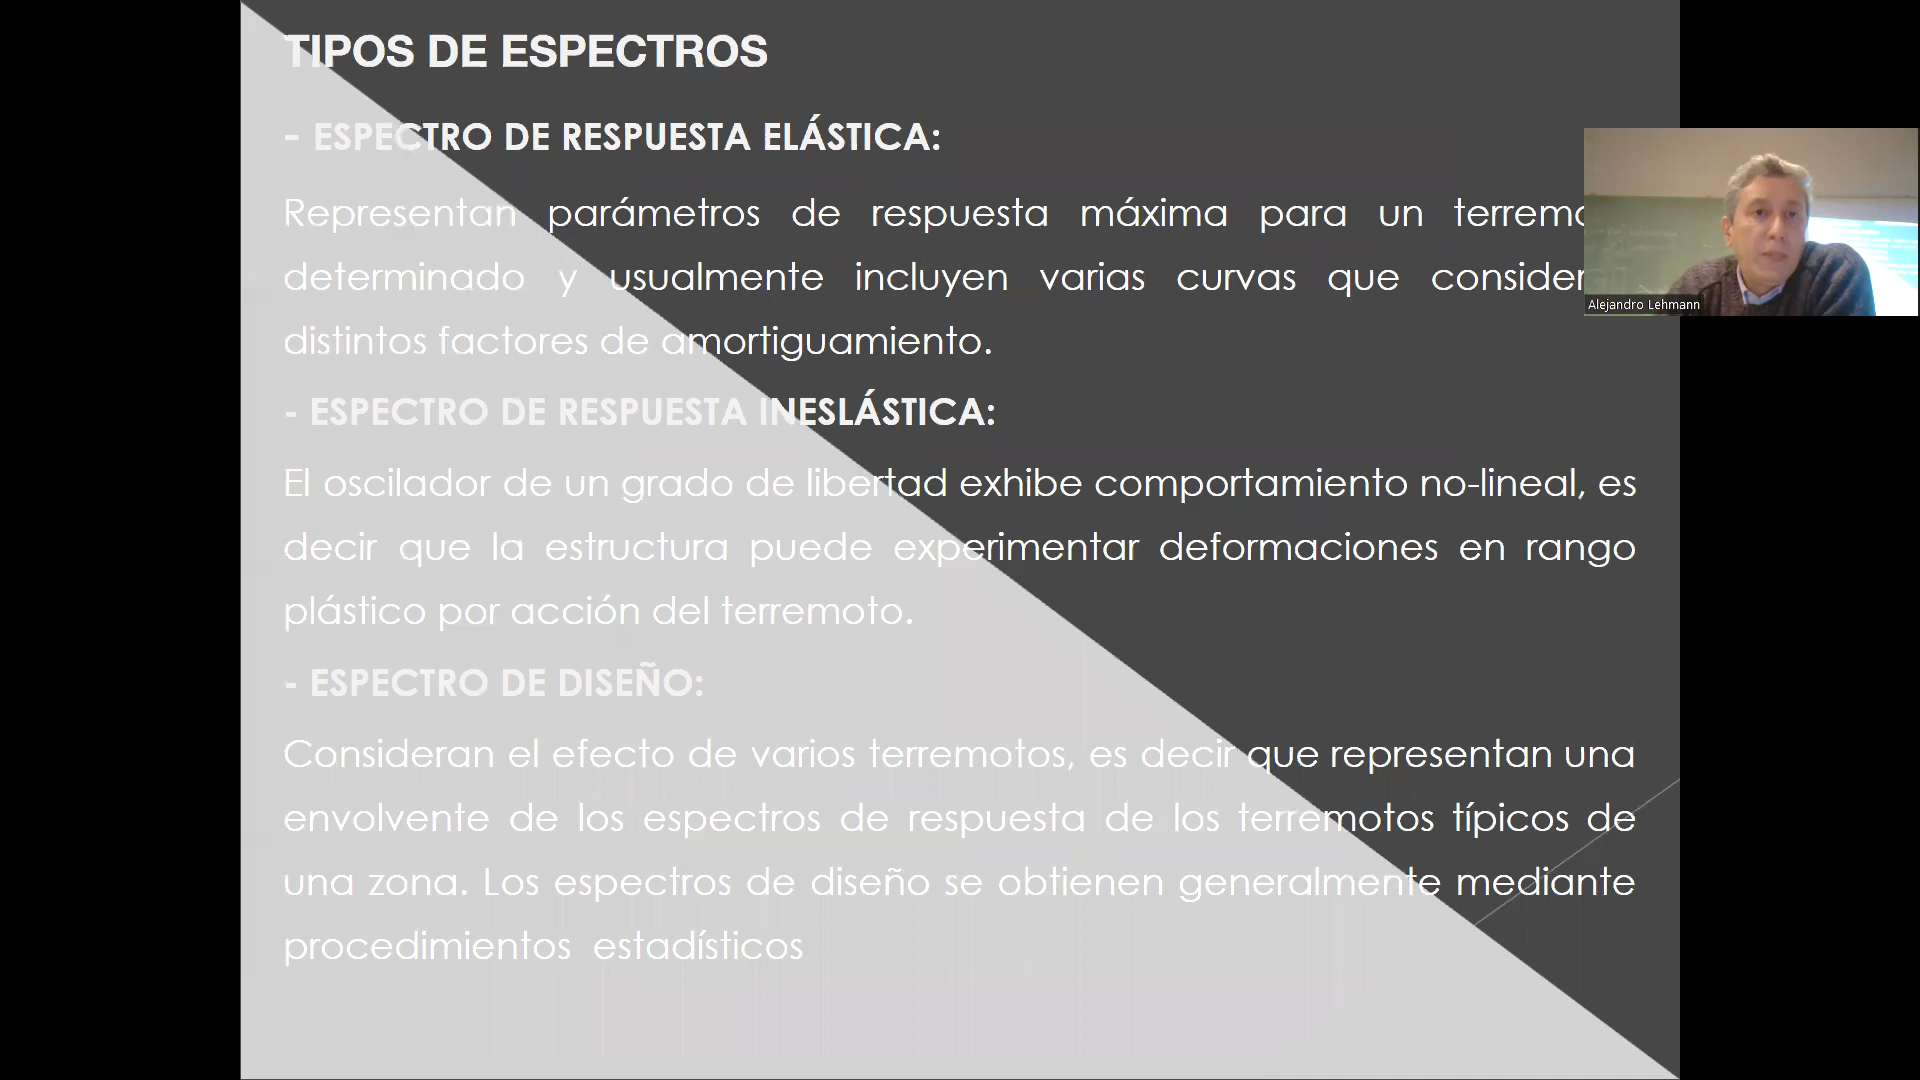 TIPOS DE ESPECTROS
- ESPECTRO DE RESPUESTA ELÁSTICA:
Representan parámetros de respuesta máxima para un
determinado y usualmente incluyen varias curvas que
distintos factores de amortiguamiento.
- ESPECTRO DE RESPUESTA INESLÁSTICA:
El oscilador de un grado de libertad exhibe comportamiento no-lineal, es
decir que la estructura puede experimentar deformaciones en rango
plástico por acción del terremoto.
- ESPECTRO DE DISEÑO:
Consideran el efecto de varios terremotos, es decir que representan una
envolvente de los espectros de respuesta de los terremotos típicos de
una zona. Los espectros de diseño se obtienen generalmente mediante
procedimientos estadísticos
Alejandro Lehmann